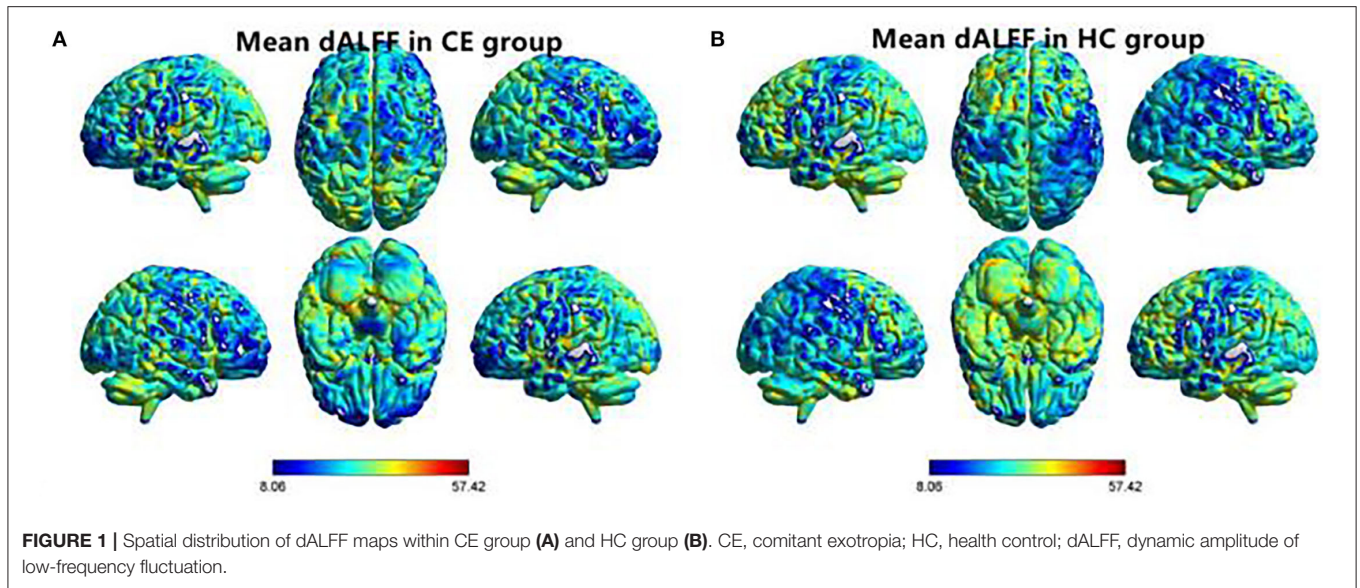 A
Mean dALFF in CE group
B
Mean dALFF in HC group
8.06
57.42
8.06
57.42
FIGURE 1 | Spatial distribution of dALFF maps within CE group (A) and HC group (B). CE, comitant exotropia; HC, health control; dALFF, dynamic amplitude of
low-frequency fluctuation.